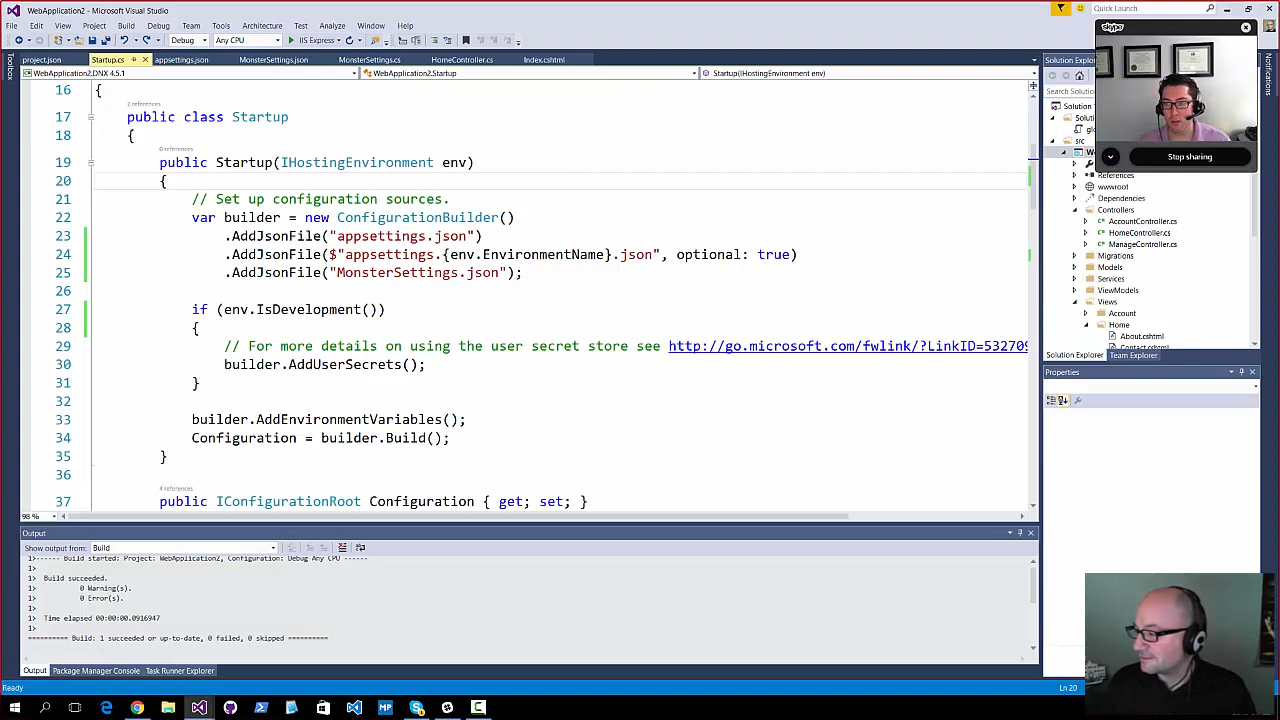 WebApplication2 - Microsoft Visual Studio
Quick Launch
File Edit View Project Build Debug Team Tools Architecture Test Analyze Window Help
Debug Any CPU IIS Express
Toolbox
project.json Startup.cs appsettings.json MonsterSettings.json MonsterSettings.cs HomeController.cs Index.cshtml
WebApplication2.DNX 4.5.1 WebApplication2.Startup Startup(IHostingEnvironment env)
16 {
2 references
17 public class Startup
18 {
0 references
19 public Startup(IHostingEnvironment env)
20 {
21 // Set up configuration sources.
22 var builder = new ConfigurationBuilder()
23 .AddJsonFile("appsettings.json")
24 .AddJsonFile($"appsettings.{env.EnvironmentName}.json", optional: true)
25 .AddJsonFile("MonsterSettings.json");
26
27 if (env.IsDevelopment())
28 {
29 // For more details on using the user secret store see http://go.microsoft.com/fwlink/?LinkID=532709
30 builder.AddUserSecrets();
31 }
32
33 builder.AddEnvironmentVariables();
34 Configuration = builder.Build();
35 }
36
4 references
37 public IConfigurationRoot Configuration { get; set; }
98 %
Output
Show output from: Build
1>------ Build started: Project: WebApplication2, Configuration: Debug Any CPU ------
1>
1> Build succeeded.
1> 0 Warning(s).
1> 0 Error(s).
1>
1> Time elapsed 00:00:00.0916947
1>
========== Build: 1 succeeded or up-to-date, 0 failed, 0 skipped ==========
Output Package Manager Console Task Runner Explorer
Ready
Ln 20
skype
Stop sharing
Notifications
Solution Explorer
Search Solution
Solution
Soluti
src
References
wwwroot
Dependencies
Controllers
AccountController.cs
HomeController.cs
ManageController.cs
Migrations
Models
Services
ViewModels
Views
Account
Home
About.cshtml
Contact.cshtml
Solution Explorer Team Explorer
Properties
MP